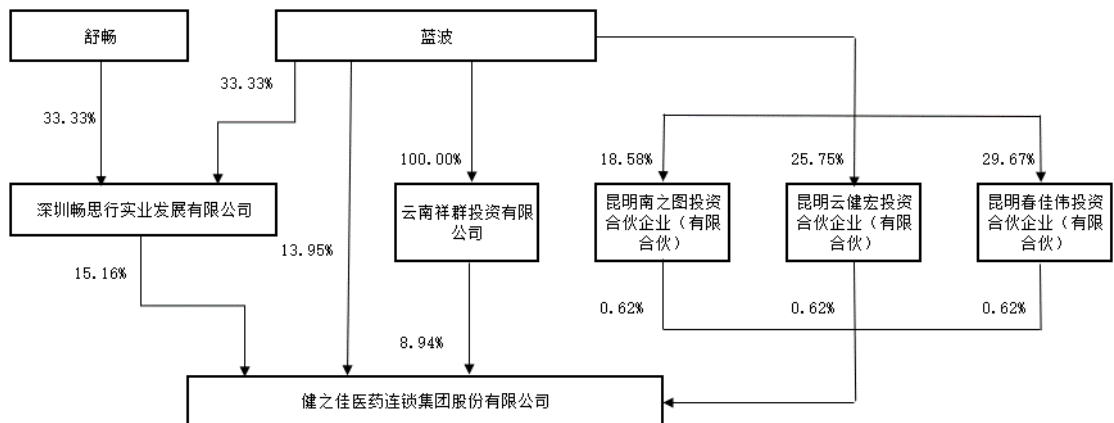 舒畅
蓝波
33.33%
33.33%
100.00%
18.58%
25.75%
29.67%
深圳畅思行实业发展有限公司
云南祥群投资有限
公司
昆明南之图投资
合伙企业（有限
合伙）
昆明云健宏投资
合伙企业（有限
合伙）
昆明春佳伟投资
合伙企业（有限
合伙）
15.16%
13.95%
8.94%
0.62%
0.62%
0.62%
健之佳医药连锁集团股份有限公司